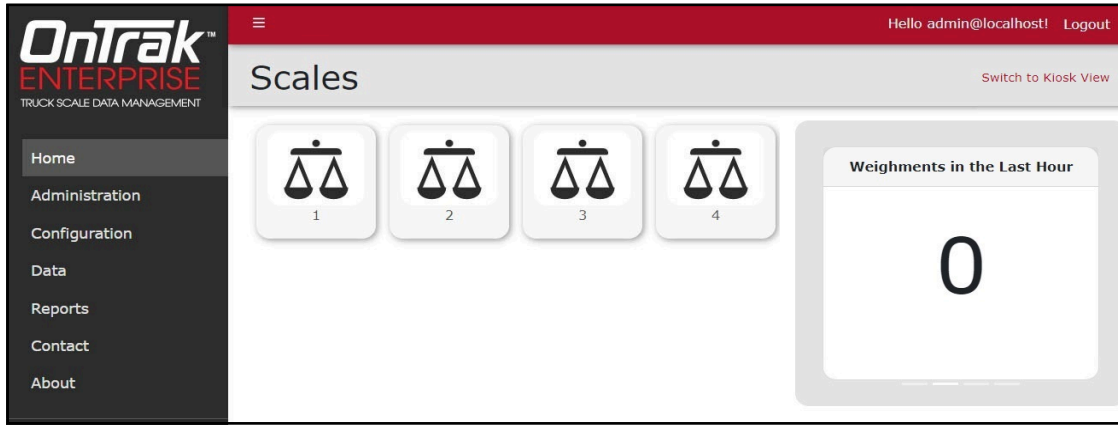 OnTrak™
ENTERPRISE
TRUCK SCALE DATA MANAGEMENT
Home
Administration
Configuration
Data
Reports
Contact
About
Hello admin@localhost! Logout
Scales
Switch to Kiosk View
1 2 3 4
Weighments in the Last Hour
0